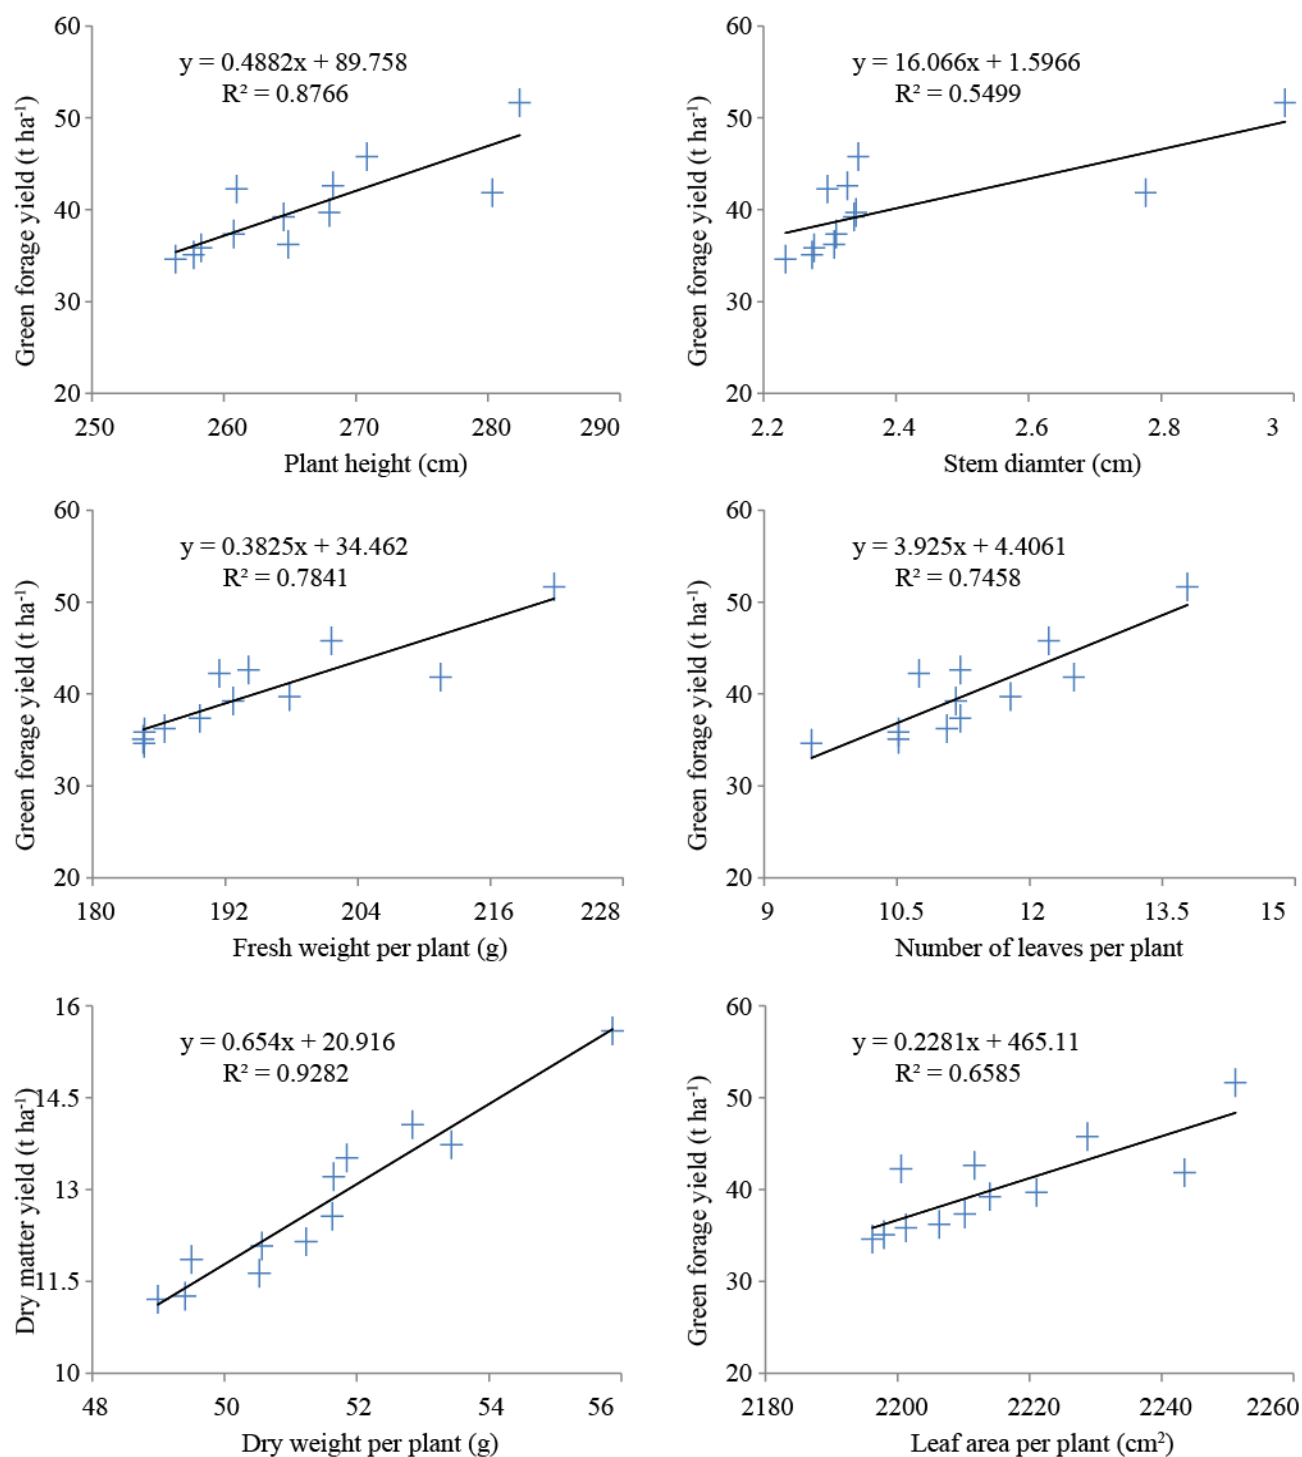 Green forage yield (t ha⁻¹)
60
50
40
30
20
y = 0.4882x + 89.758
R² = 0.8766
250 260 270 280 290
Plant height (cm)
Green forage yield (t ha⁻¹)
60
50
40
30
20
y = 16.066x + 1.5966
R² = 0.5499
2.2 2.4 2.6 2.8 3
Stem diamter (cm)
Green forage yield (t ha⁻¹)
60
50
40
30
20
y = 0.3825x + 34.462
R² = 0.7841
180 192 204 216 228
Fresh weight per plant (g)
Green forage yield (t ha⁻¹)
60
50
40
30
20
y = 3.925x + 4.4061
R² = 0.7458
9 10.5 12 13.5 15
Number of leaves per plant
Dry matter yield (t ha⁻¹)
16
14.5
13
11.5
10
y = 0.654x + 20.916
R² = 0.9282
48 50 52 54 56
Dry weight per plant (g)
Green forage yield (t ha⁻¹)
60
50
40
30
20
y = 0.2281x + 465.11
R² = 0.6585
2180 2200 2220 2240 2260
Leaf area per plant (cm²)